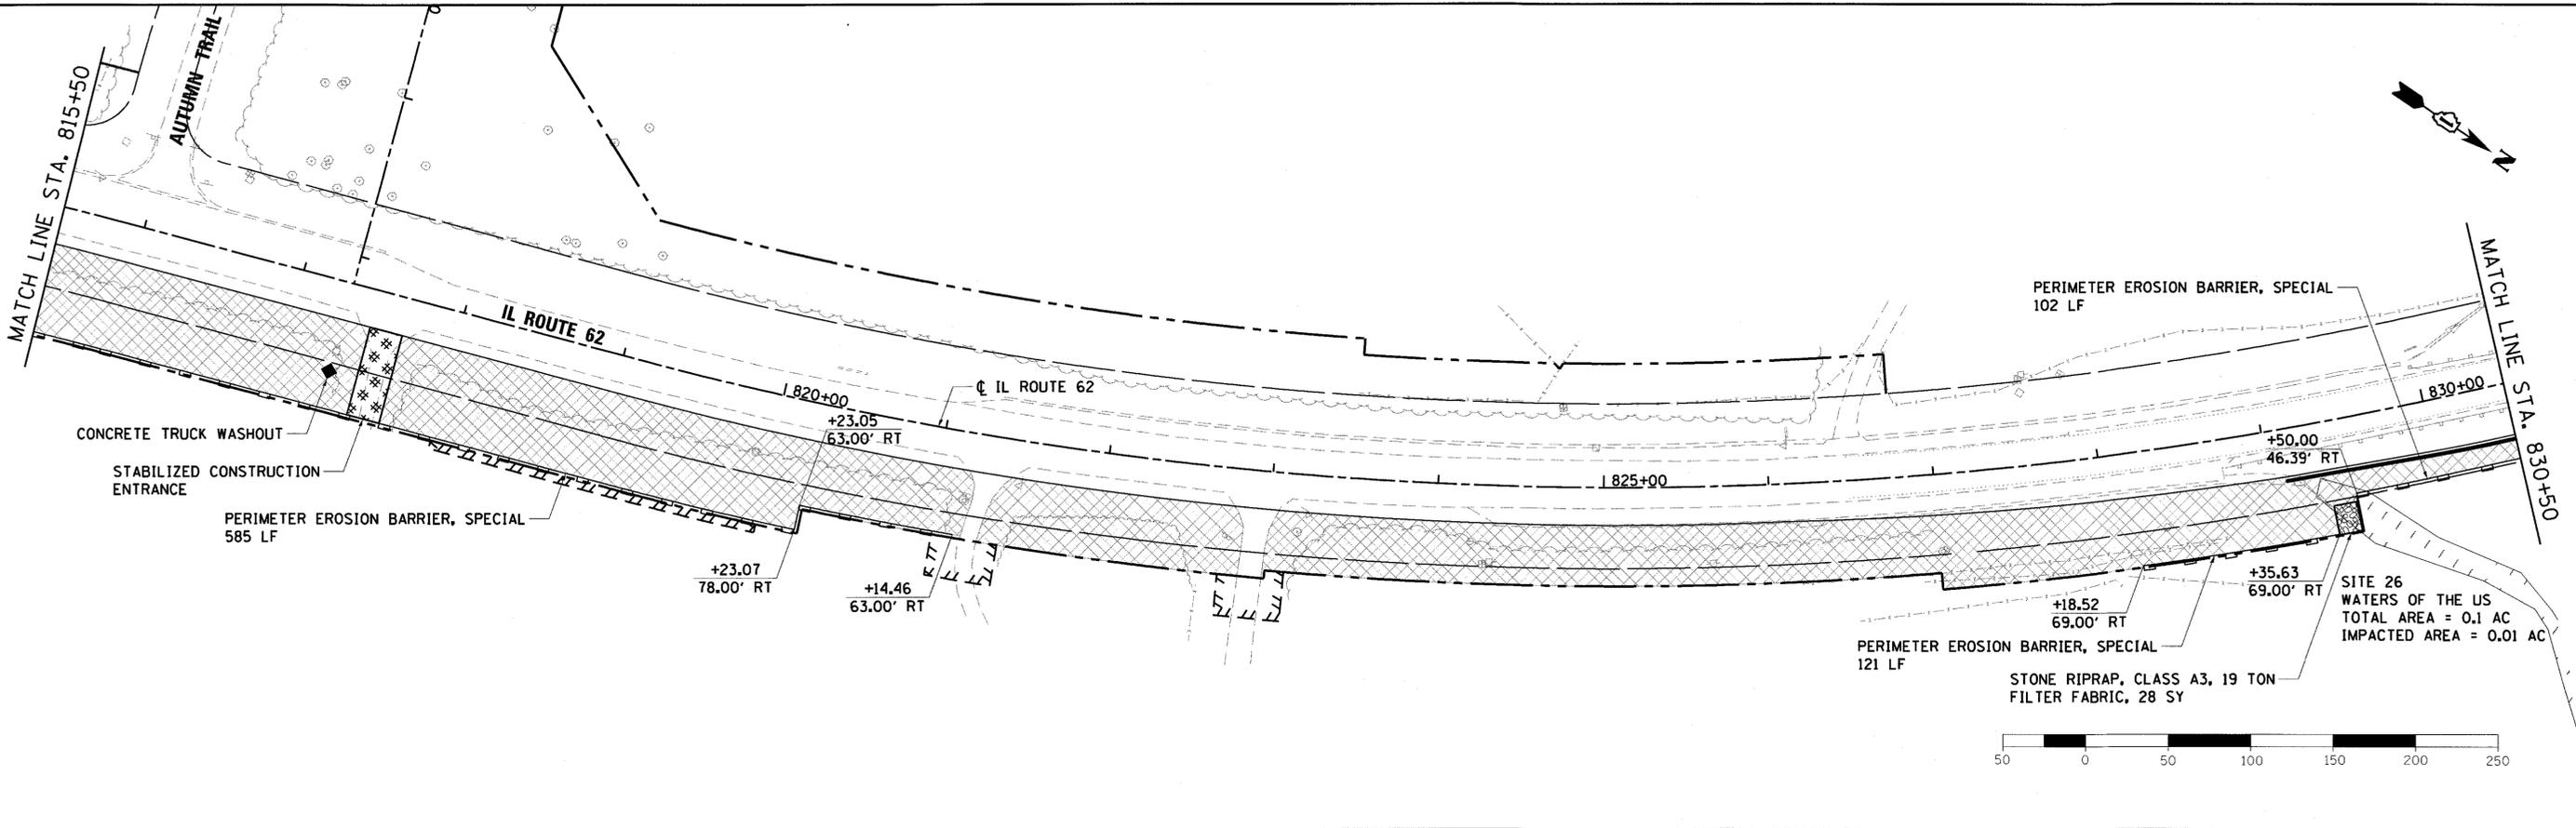 MATCH LINE STA. 815+50
AUTUMN TRAIL
IL ROUTE 62
820+00
℄ IL ROUTE 62
+23.05
63.00' RT
CONCRETE TRUCK WASHOUT
STABILIZED CONSTRUCTION
ENTRANCE
PERIMETER EROSION BARRIER, SPECIAL
585 LF
+23.07
78.00' RT
+14.46
63.00' RT
825+00
N
PERIMETER EROSION BARRIER, SPECIAL
102 LF
MATCH LINE STA. 830+50
830+00
+50.00
46.39' RT
+18.52
69.00' RT
+35.63
69.00' RT
SITE 26
WATERS OF THE US
TOTAL AREA = 0.1 AC
IMPACTED AREA = 0.01 AC
PERIMETER EROSION BARRIER, SPECIAL
121 LF
STONE RIPRAP, CLASS A3, 19 TON
FILTER FABRIC, 28 SY
50 0 50 100 150 200 250